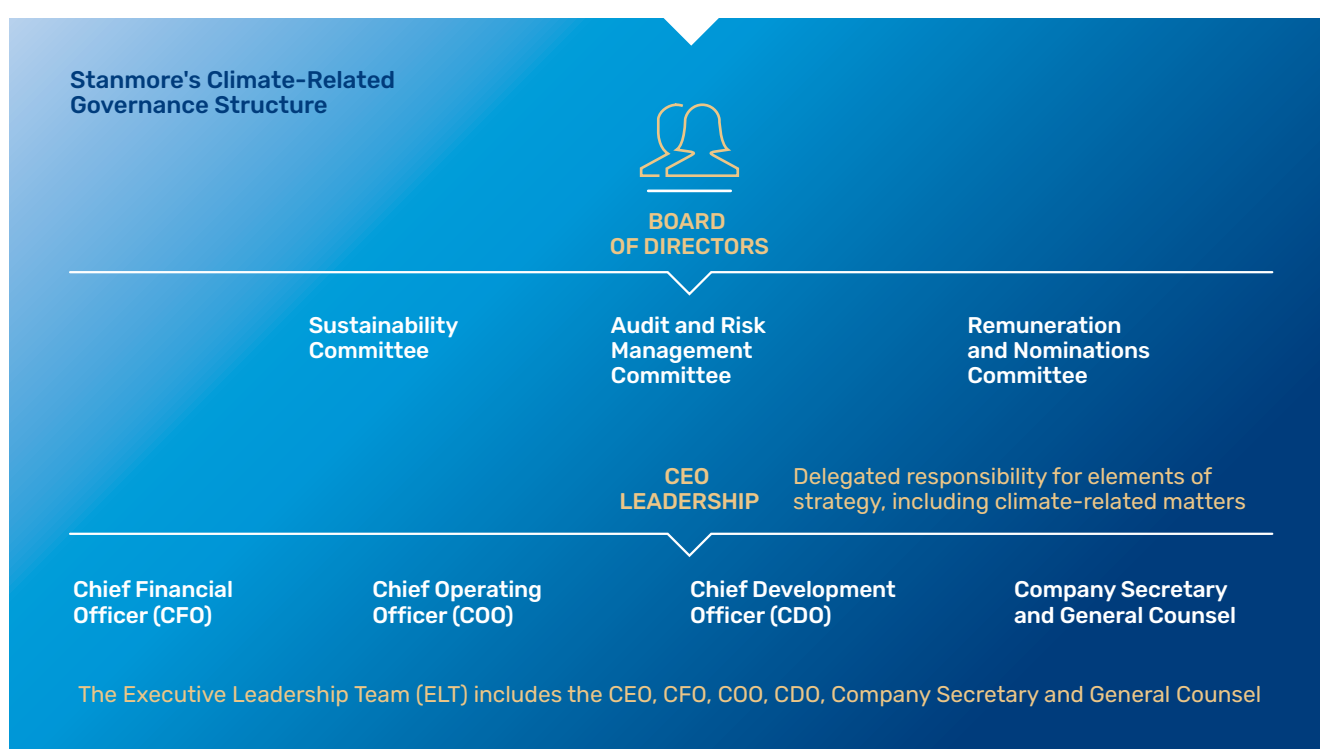 Stanmore's Climate-Related
Governance Structure
BOARD
OF DIRECTORS
Sustainability
Committee
Audit and Risk
Management
Committee
Remuneration
and Nominations
Committee
CEO
LEADERSHIP
Delegated responsibility for elements of
strategy, including climate-related matters
Chief Financial
Officer (CFO)
Chief Operating
Officer (COO)
Chief Development
Officer (CDO)
Company Secretary
and General Counsel
The Executive Leadership Team (ELT) includes the CEO, CFO, COO, CDO, Company Secretary and General Counsel